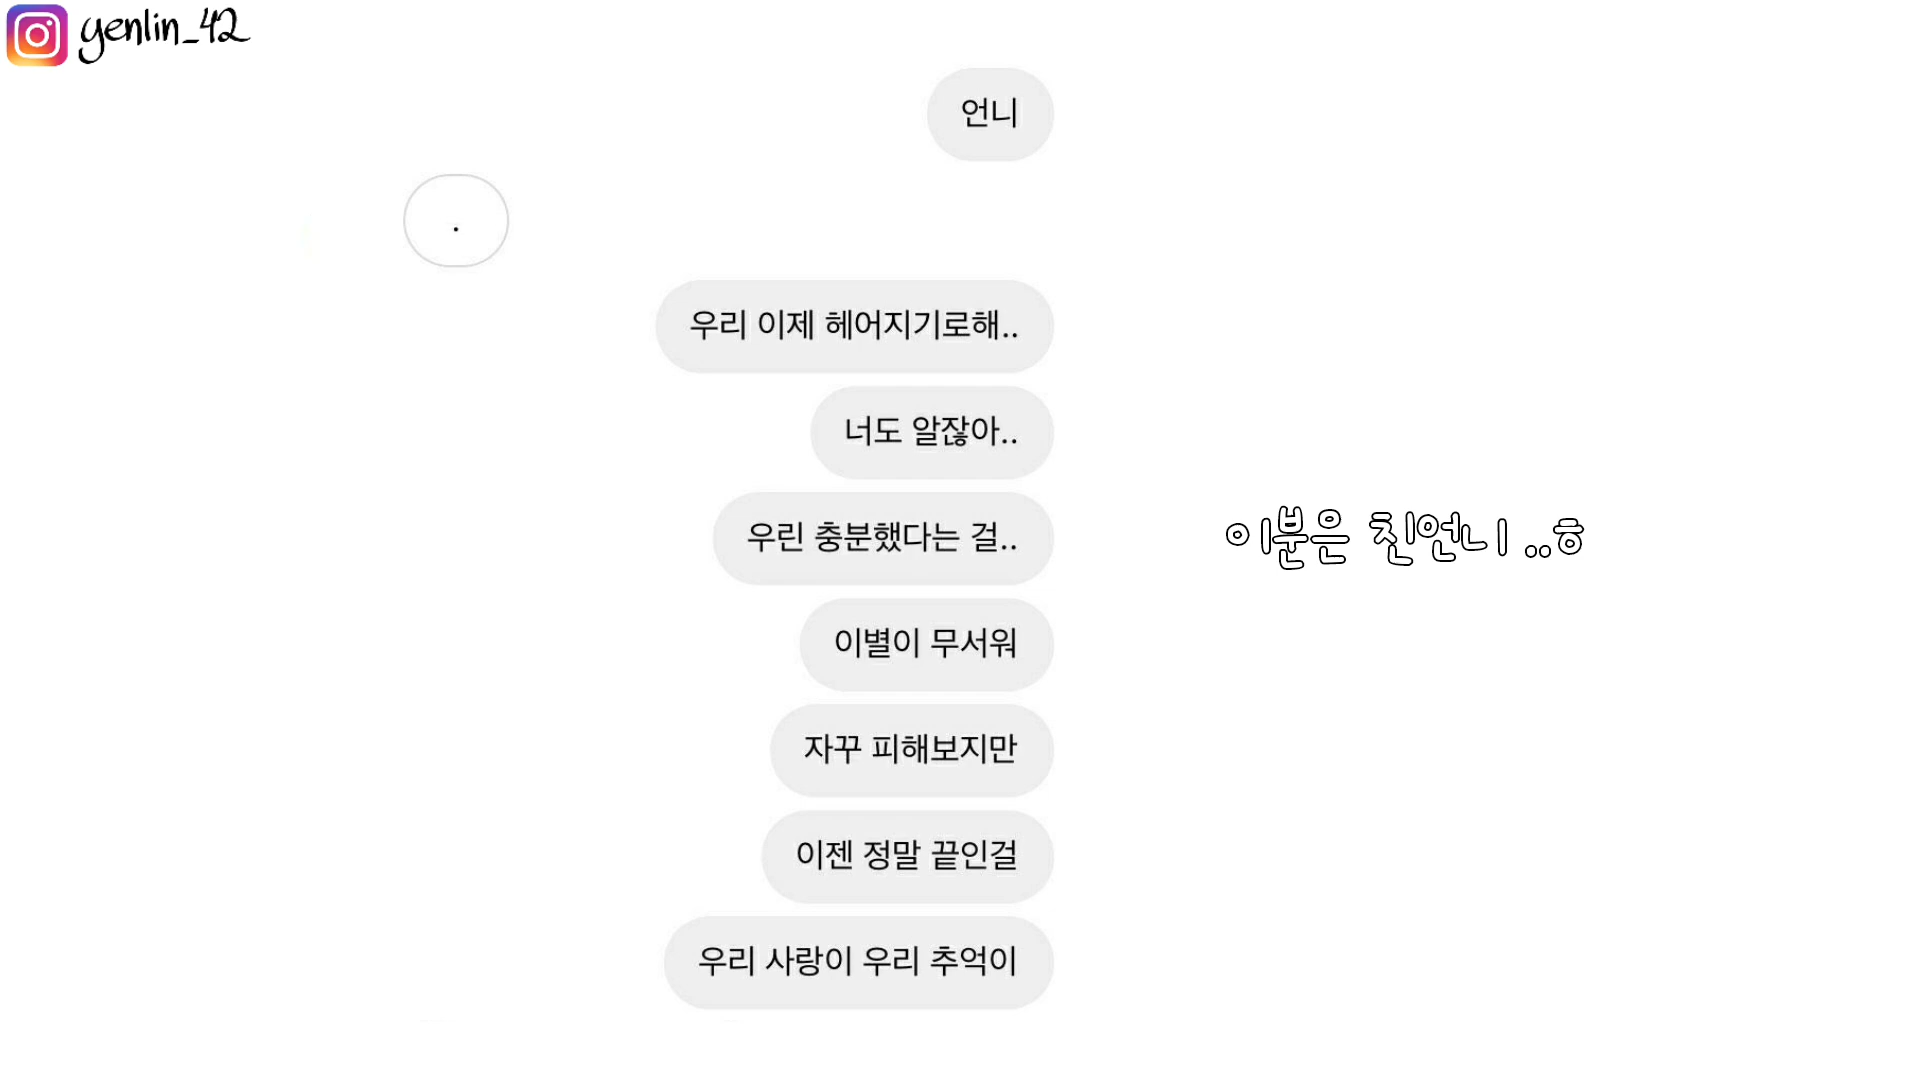 yenlin_42
언니
.
우리 이제 헤어지기로해..
너도 알잖아..
우린 충분했다는 걸..
이분은 친언니 ..ㅎ
이별이 무서워
자꾸 피해보지만
이젠 정말 끝인걸
우리 사랑이 우리 추억이